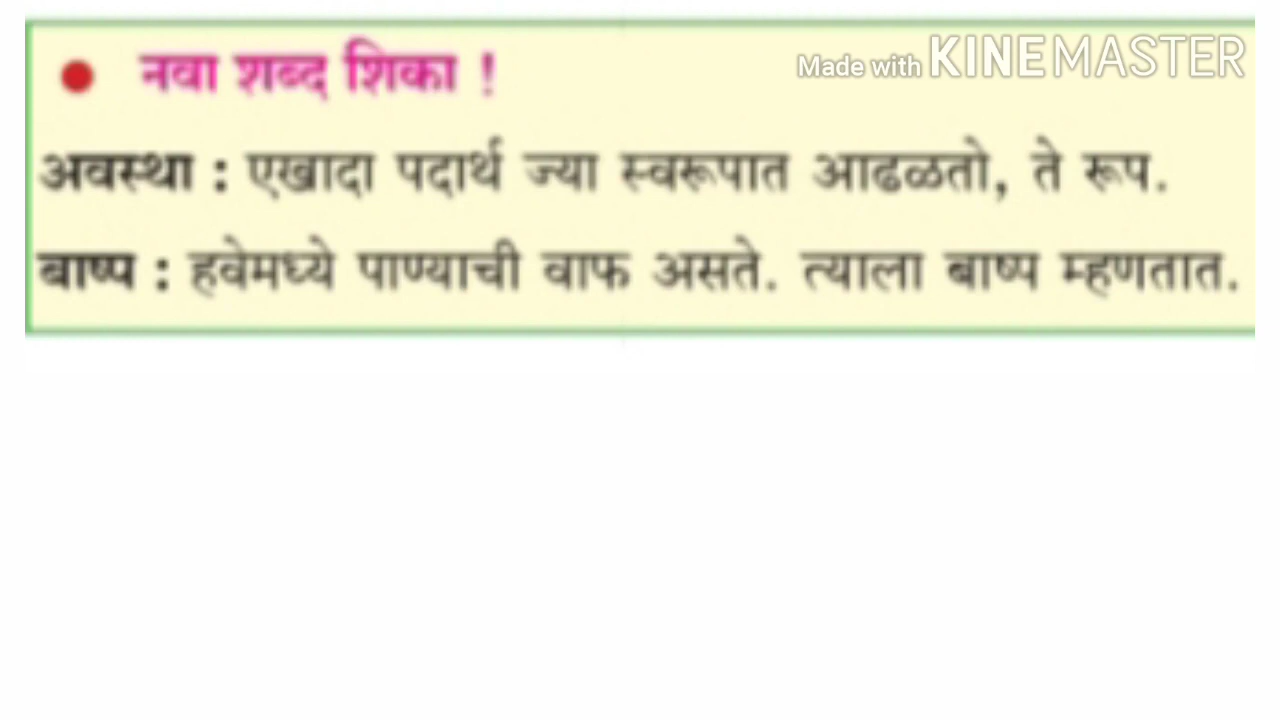 ● नवा शब्द शिका !
Made with KINEMASTER
अवस्था : एखादा पदार्थ ज्या स्वरूपात आढळतो, ते रूप.
बाष्प : हवेमध्ये पाण्याची वाफ असते. त्याला बाष्प म्हणतात.